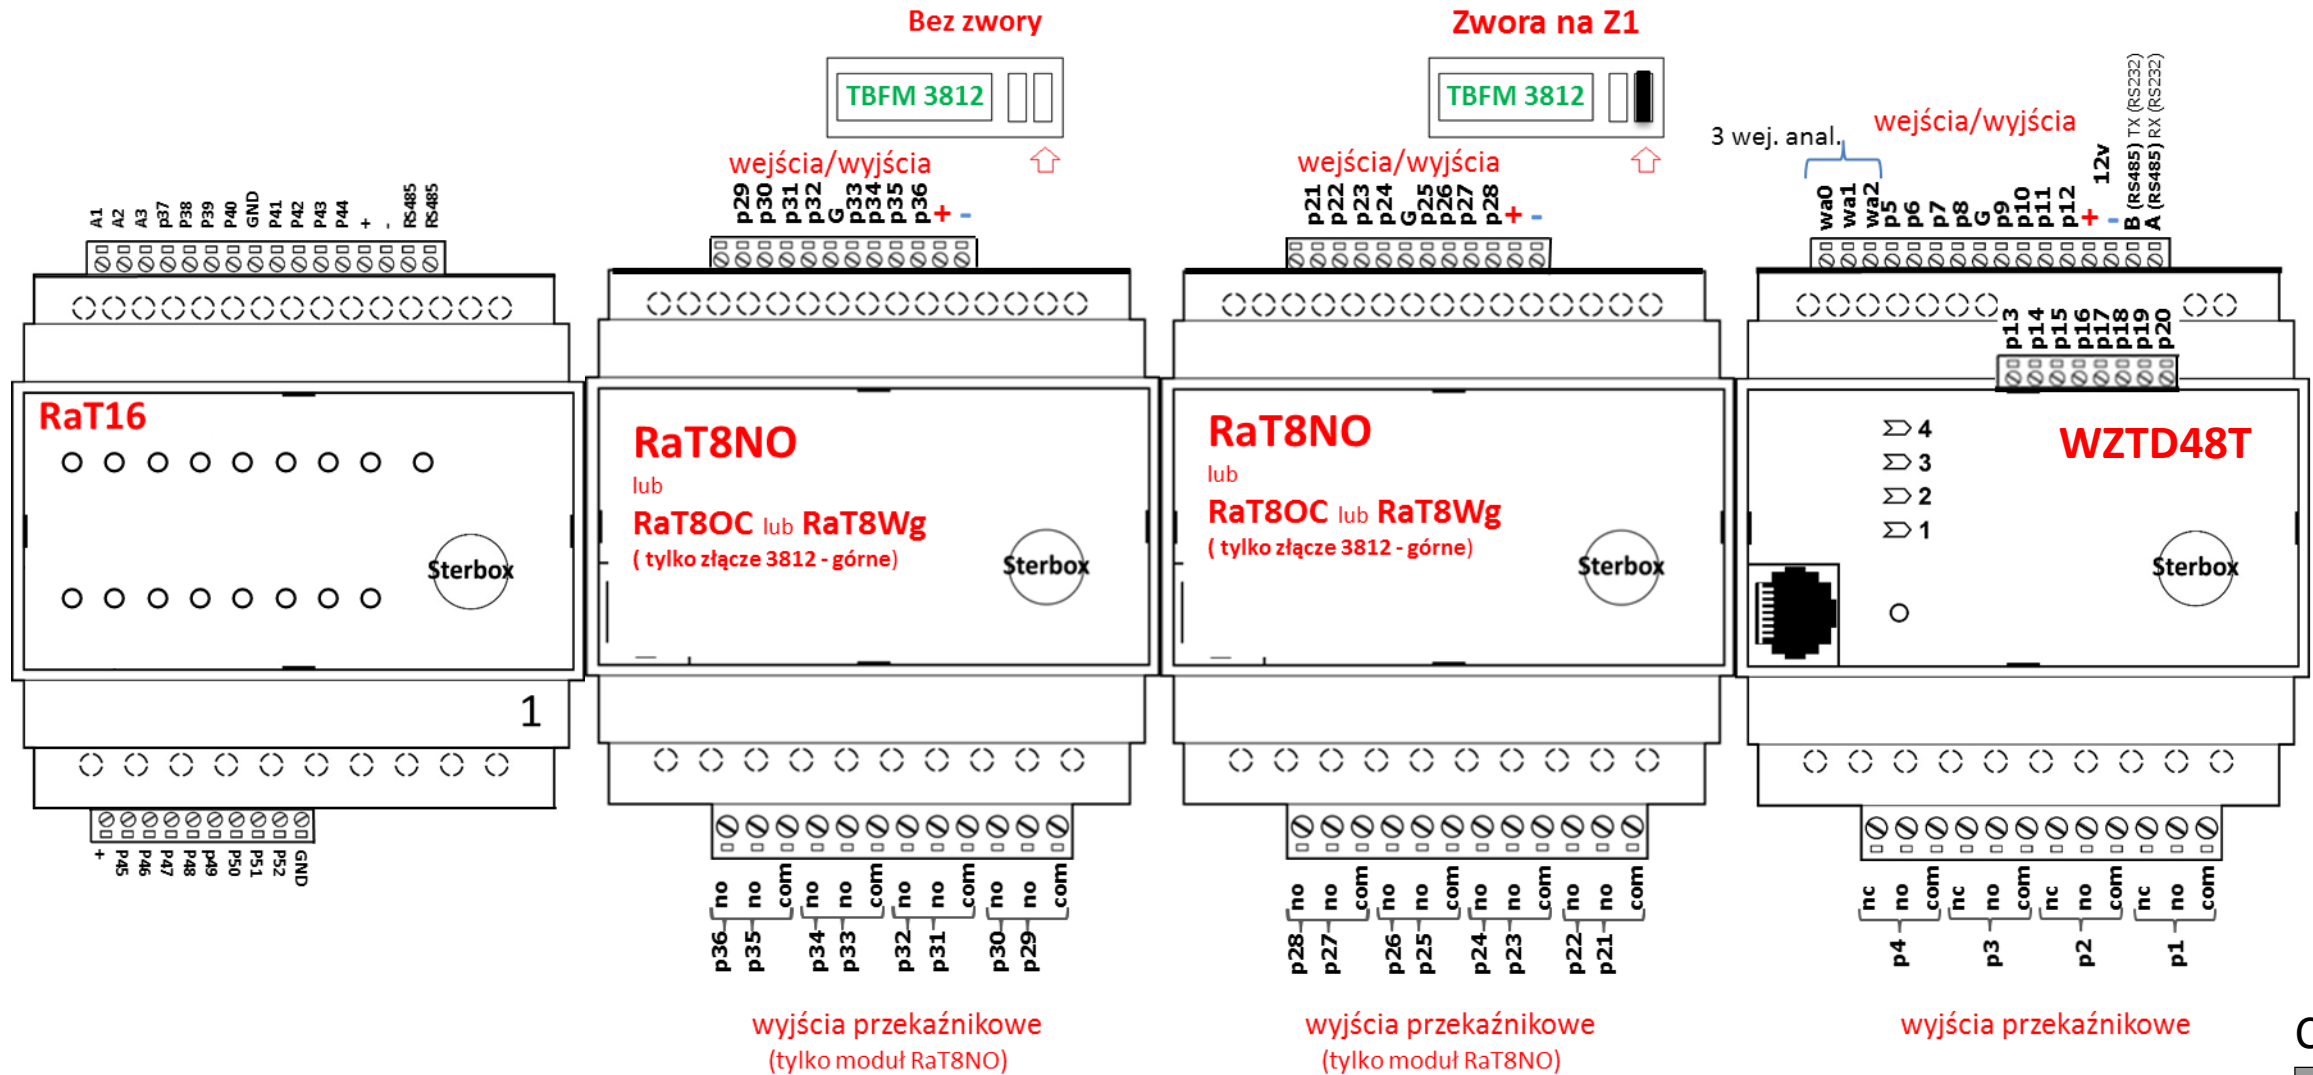 Bez zwory
Zwora na Z1
TBFM 3812
TBFM 3812
wejścia/wyjścia
wejścia/wyjścia
3 wej. anal.
wejścia/wyjścia
A1 A2 A3 p37 P38 P39 P40 GND P41 P42 P43 P44 + - RS485 RS485
p29 p30 p31 p32 G p33 p34 p35 p36 + -
p21 p22 p23 p24 G p25 p26 p27 p28 + -
wa0 wa1 wa2 p5 p6 p7 p8 G p9 p10 p11 p12 + - 12v
B (RS485) TX (RS232)
A (RS485) RX (RS232)
p13 p14 p15 p16 p17 p18 p19 p20
RaT16
Sterbox
1
RaT8NO
lub
RaT8OC lub RaT8Wg
( tylko złącze 3812 - górne)
Sterbox
RaT8NO
lub
RaT8OC lub RaT8Wg
( tylko złącze 3812 - górne)
Sterbox
4
3
2
1
WZTD48T
Sterbox
+ P45 P46 P47 P48 p49 P50 P51 P52 GND
no no com no no com no no com no no com
p36 p35 p34 p33 p32 p31 p30 p29
wyjścia przekaźnikowe
(tylko moduł RaT8NO)
no no com no no com no no com no no com
p28 p27 p26 p25 p24 p23 p22 p21
wyjścia przekaźnikowe
(tylko moduł RaT8NO)
nc no com nc no com nc no com nc no com
p4 p3 p2 p1
wyjścia przekaźnikowe